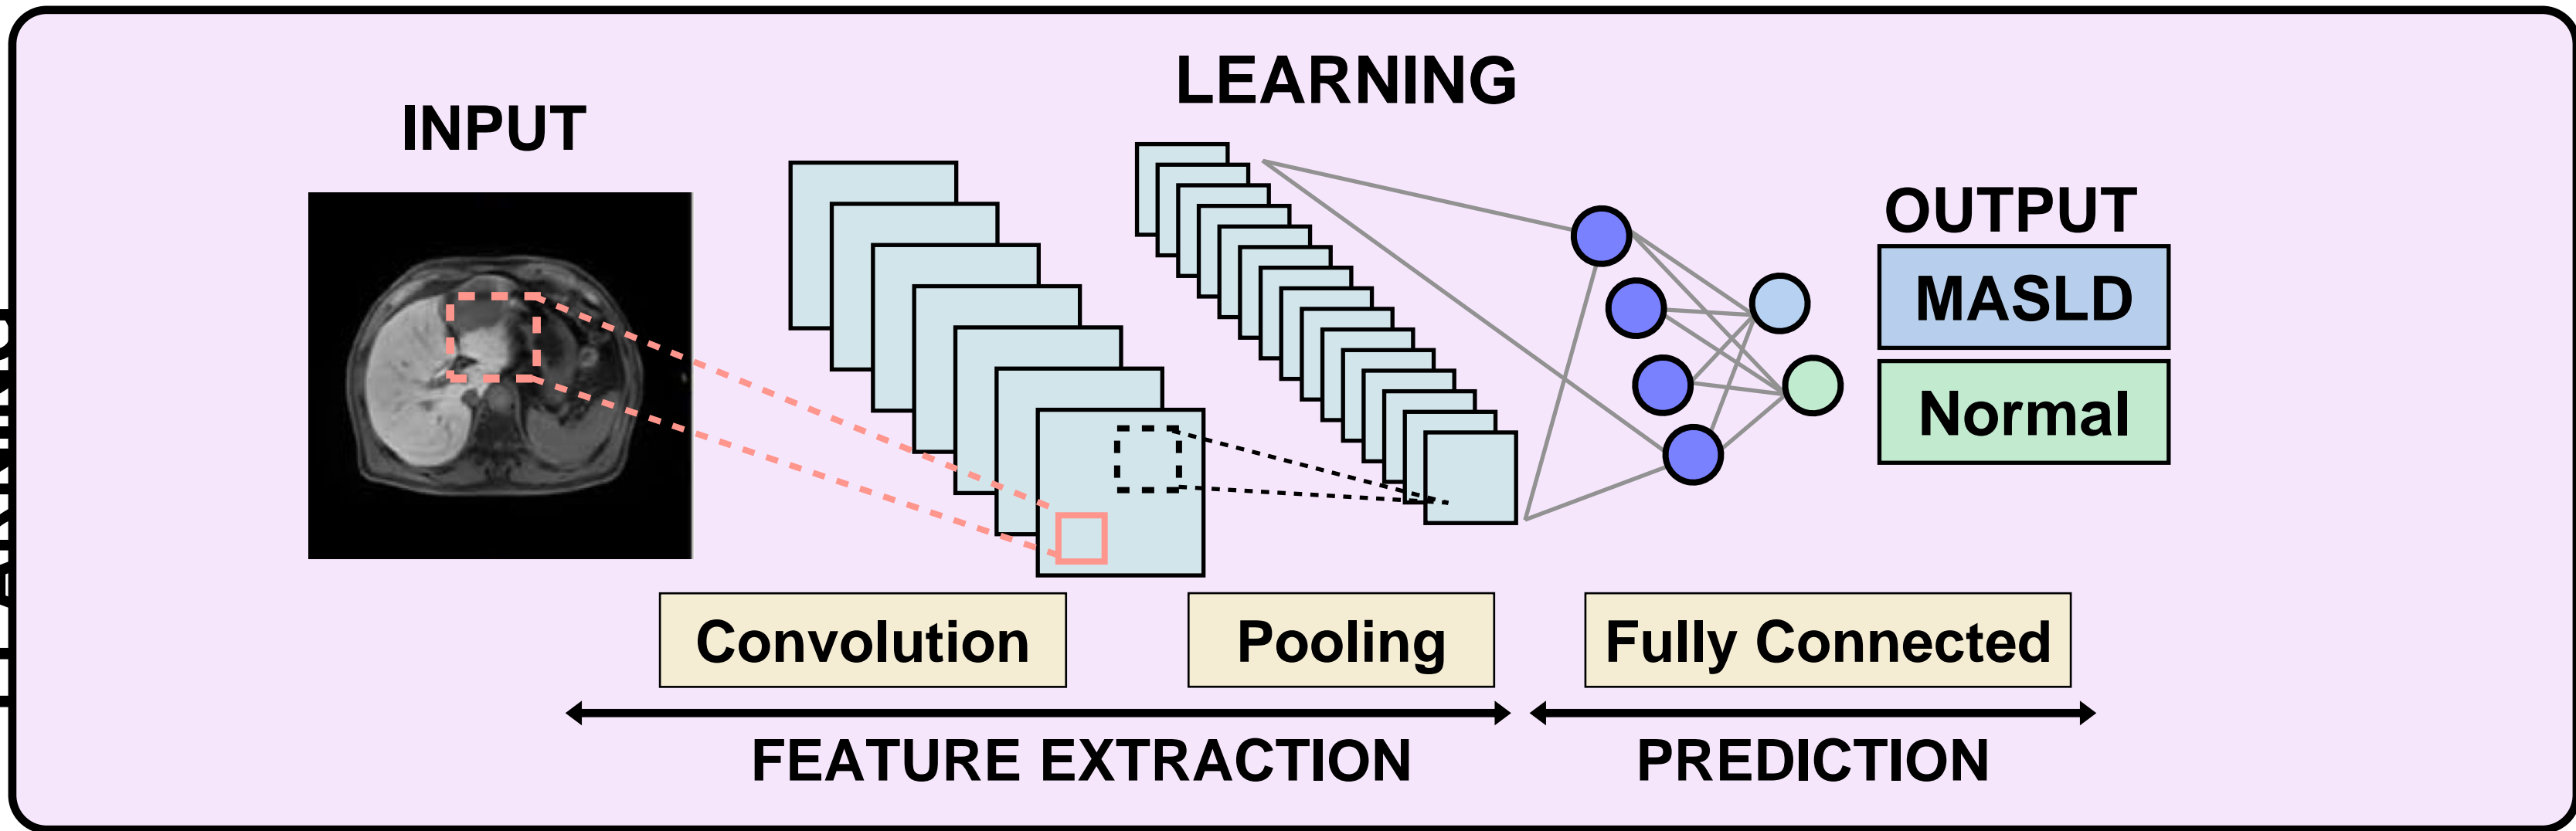 LEARNING
INPUT
OUTPUT
MASLD
Normal
Convolution
Pooling
Fully Connected
FEATURE EXTRACTION
PREDICTION